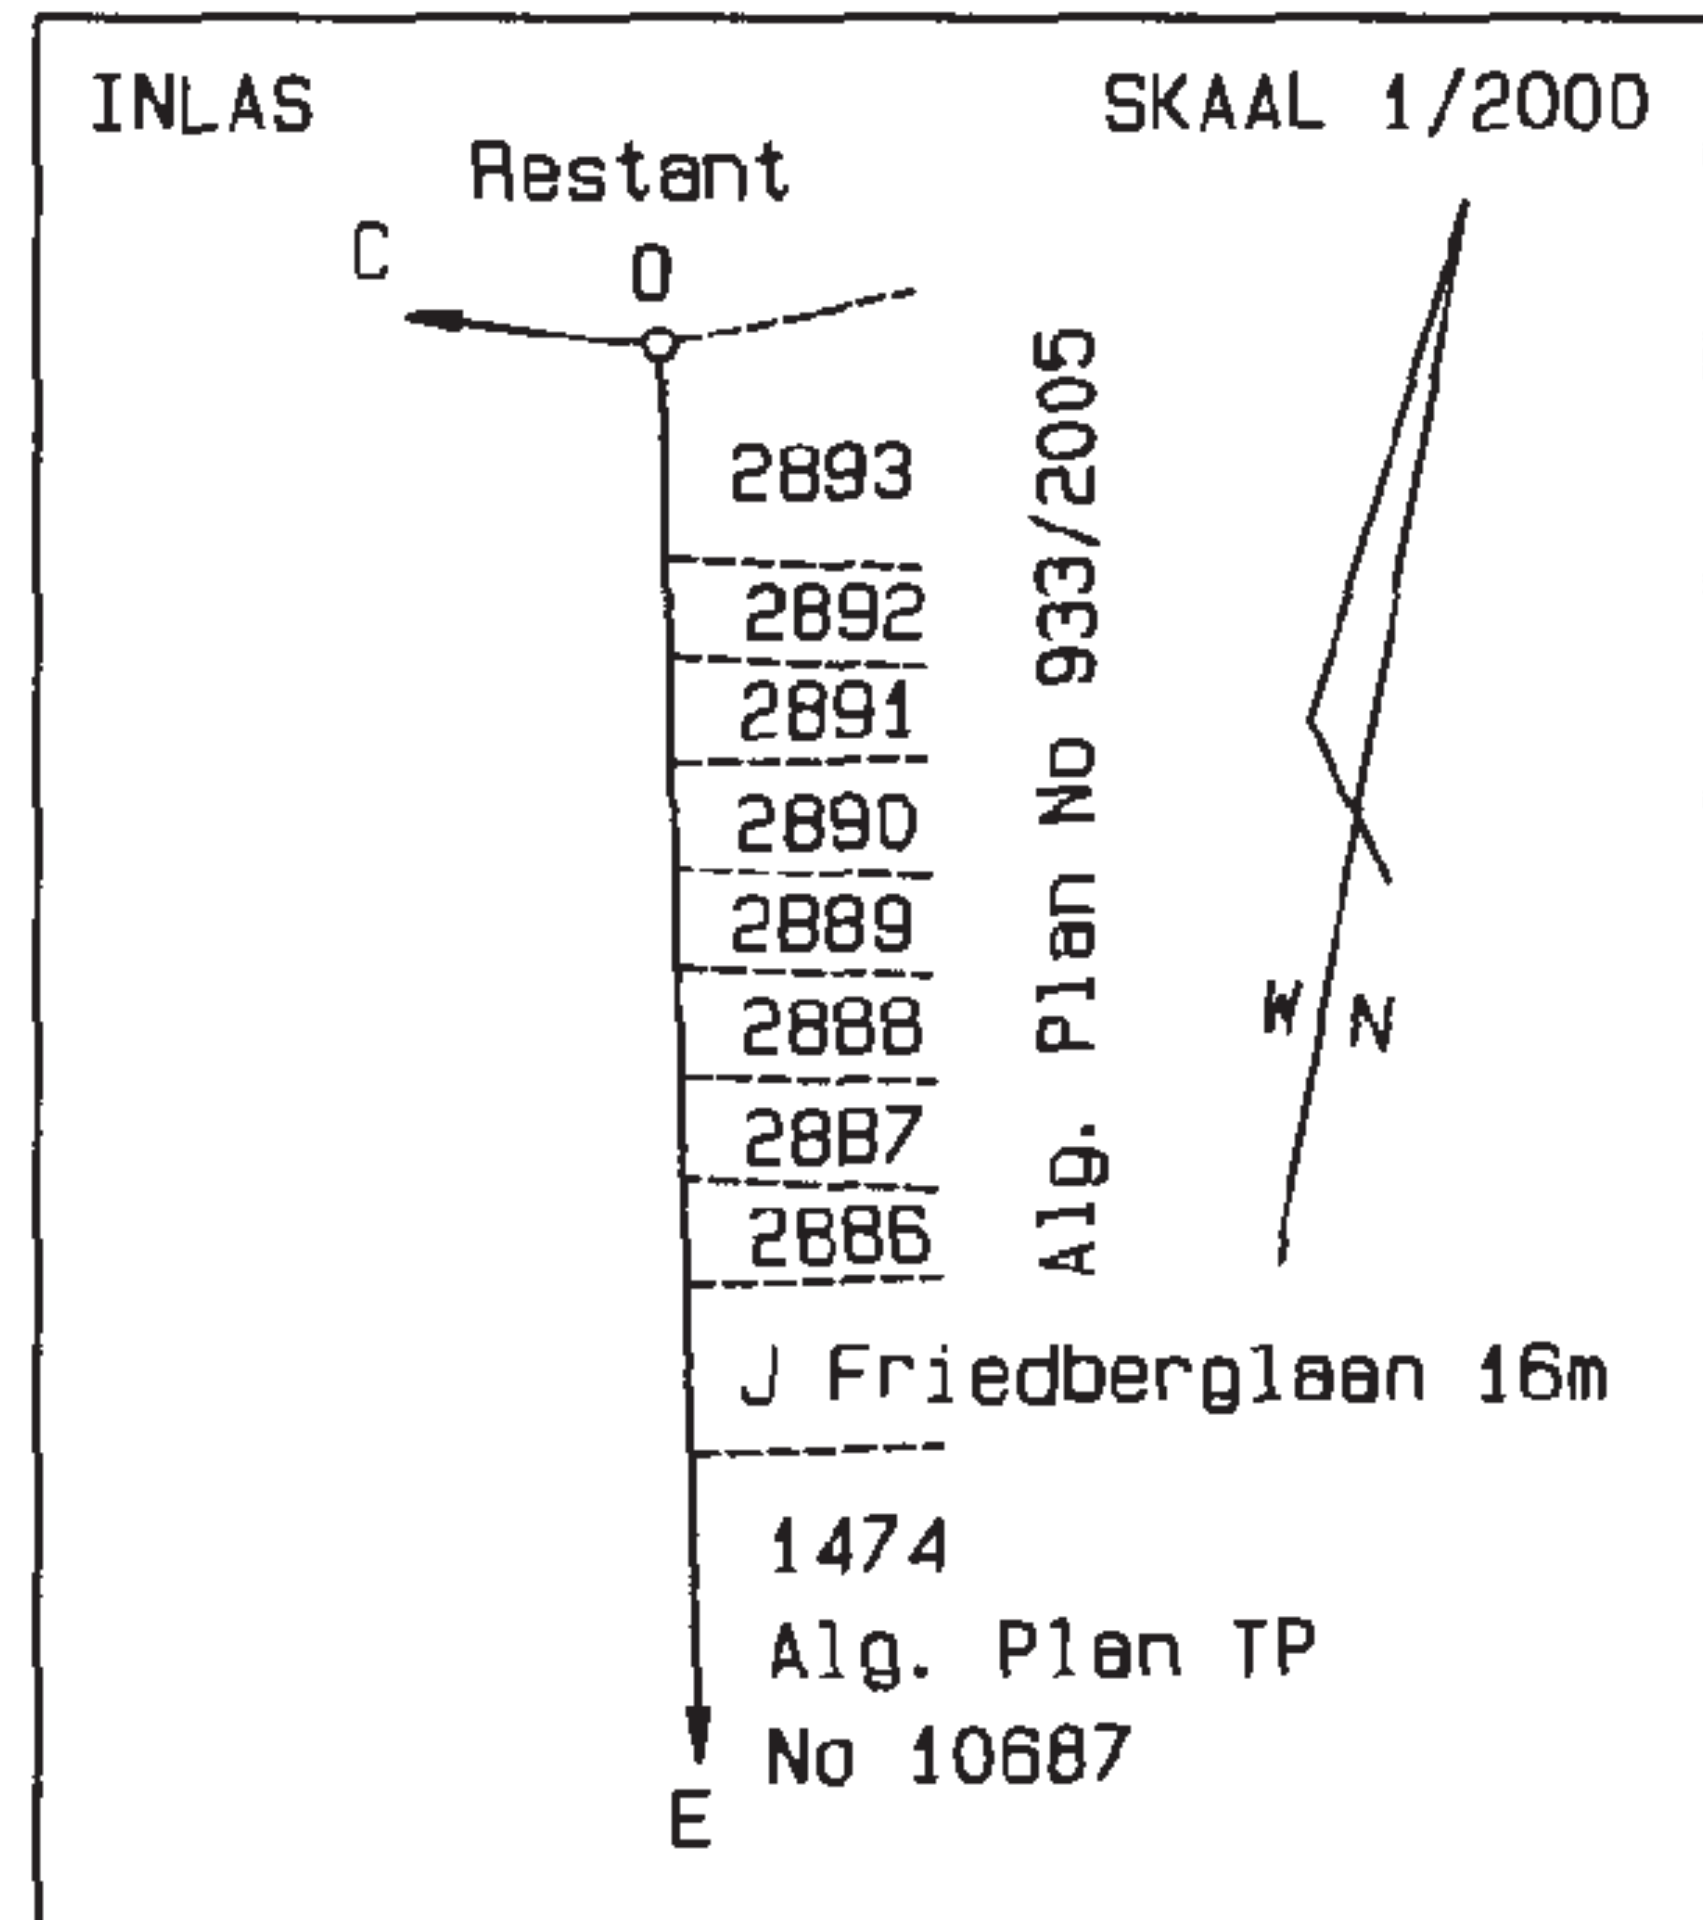 INLAS
SKAAL 1/2000
Restant
C
D
2893
2892
2891
2890
2889
2888
2887
2886
Alg. Plan No 933/2005
W N
J Friedberglaan 16m
1474
Alg. Plan TP
No 10687
E